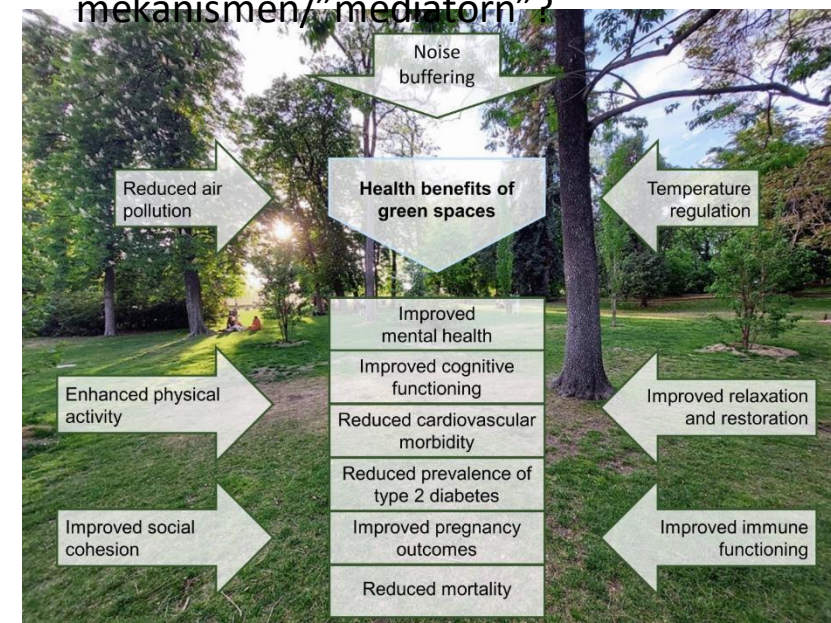 mekanismen/”mediatorn”?
Noise
buffering
Reduced air
pollution
Health benefits of
green spaces
Temperature
regulation
Improved
mental health
Improved cognitive
functioning
Enhanced physical
activity
Improved relaxation
and restoration
Reduced cardiovascular
morbidity
Reduced prevalence of
type 2 diabetes
Improved social
cohesion
Improved pregnancy
outcomes
Improved immune
functioning
Reduced mortality